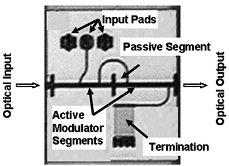 Input Pads
Passive Segment
Optical Input
Optical Output
Active
Modulator
Segments
Termination